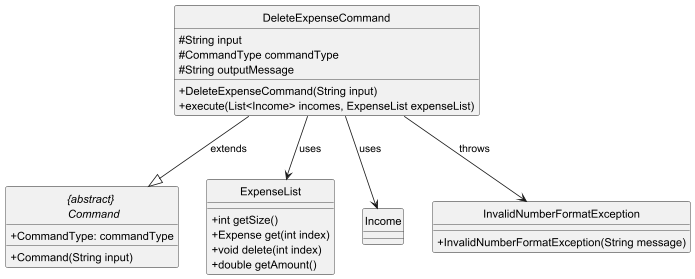 DeleteExpenseCommand
#String input
#CommandType commandType
#String outputMessage
+DeleteExpenseCommand(String input)
+execute(List<Income> incomes, ExpenseList expenseList)
extends
uses
uses
throws
{abstract}
Command
+CommandType: commandType
+Command(String input)
ExpenseList
+int getSize()
+Expense get(int index)
+void delete(int index)
+double getAmount()
Income
InvalidNumberFormatException
+InvalidNumberFormatException(String message)